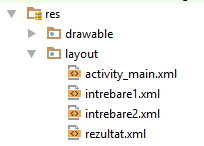 res
drawable
layout
activity_main.xml
intrebare1.xml
intrebare2.xml
rezultat.xml